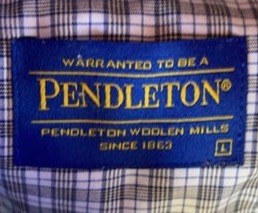 WARRANTED TO BE A
PENDLETON®
PENDLETON WOOLEN MILLS
SINCE 1863
L